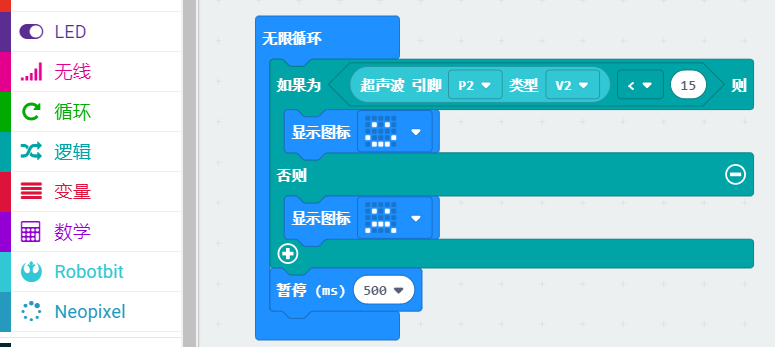 LED
无线
循环
逻辑
变量
数学
Robotbit
Neopixel
无限循环
如果为 超声波 引脚 P2 类型 V2 < 15 则
显示图标
否则
显示图标
暂停 (ms) 500